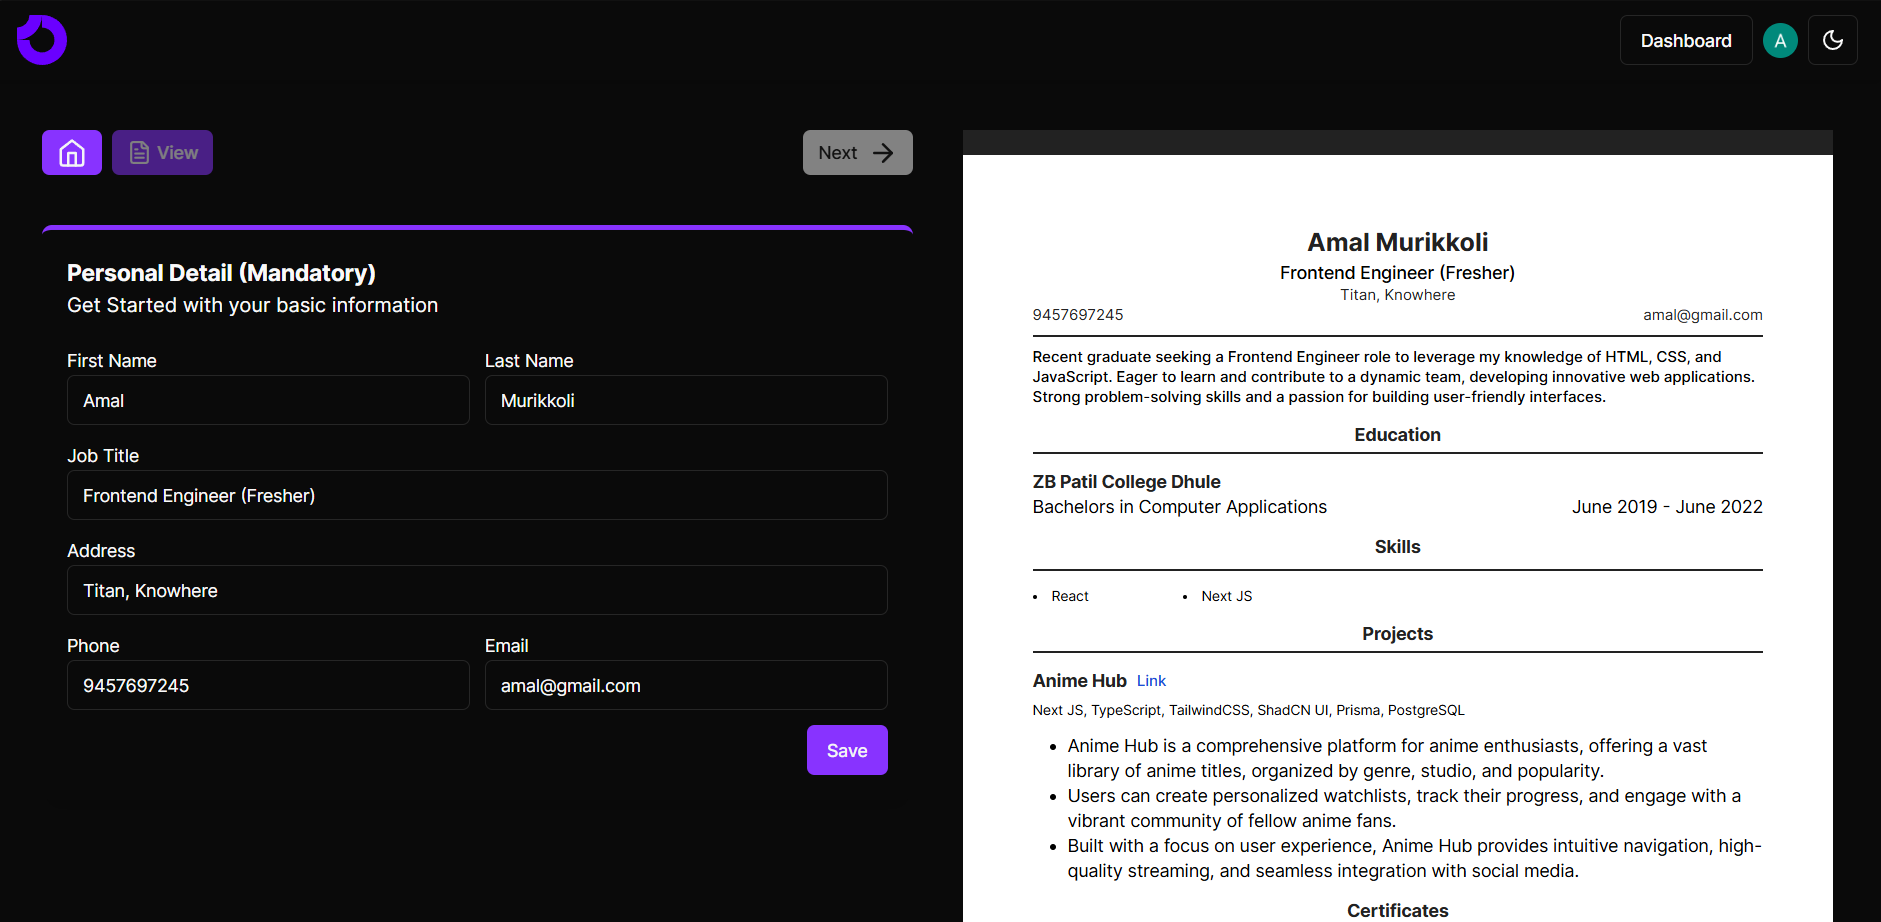 Dashboard
A
View
Next
Personal Detail (Mandatory)
Get Started with your basic information
First Name
Last Name
Amal
Murikkoli
Job Title
Frontend Engineer (Fresher)
Address
Titan, Knowhere
Phone
Email
9457697245
amal@gmail.com
Save
Amal Murikkoli
Frontend Engineer (Fresher)
Titan, Knowhere
9457697245
amal@gmail.com
Recent graduate seeking a Frontend Engineer role to leverage my knowledge of HTML, CSS, and
JavaScript. Eager to learn and contribute to a dynamic team, developing innovative web applications.
Strong problem-solving skills and a passion for building user-friendly interfaces.
Education
ZB Patil College Dhule
Bachelors in Computer Applications June 2019 - June 2022
Skills
• React • Next JS
Projects
Anime Hub Link
Next JS, TypeScript, TailwindCSS, ShadCN UI, Prisma, PostgreSQL
• Anime Hub is a comprehensive platform for anime enthusiasts, offering a vast
library of anime titles, organized by genre, studio, and popularity.
• Users can create personalized watchlists, track their progress, and engage with a
vibrant community of fellow anime fans.
• Built with a focus on user experience, Anime Hub provides intuitive navigation, high-
quality streaming, and seamless integration with social media.
Certificates